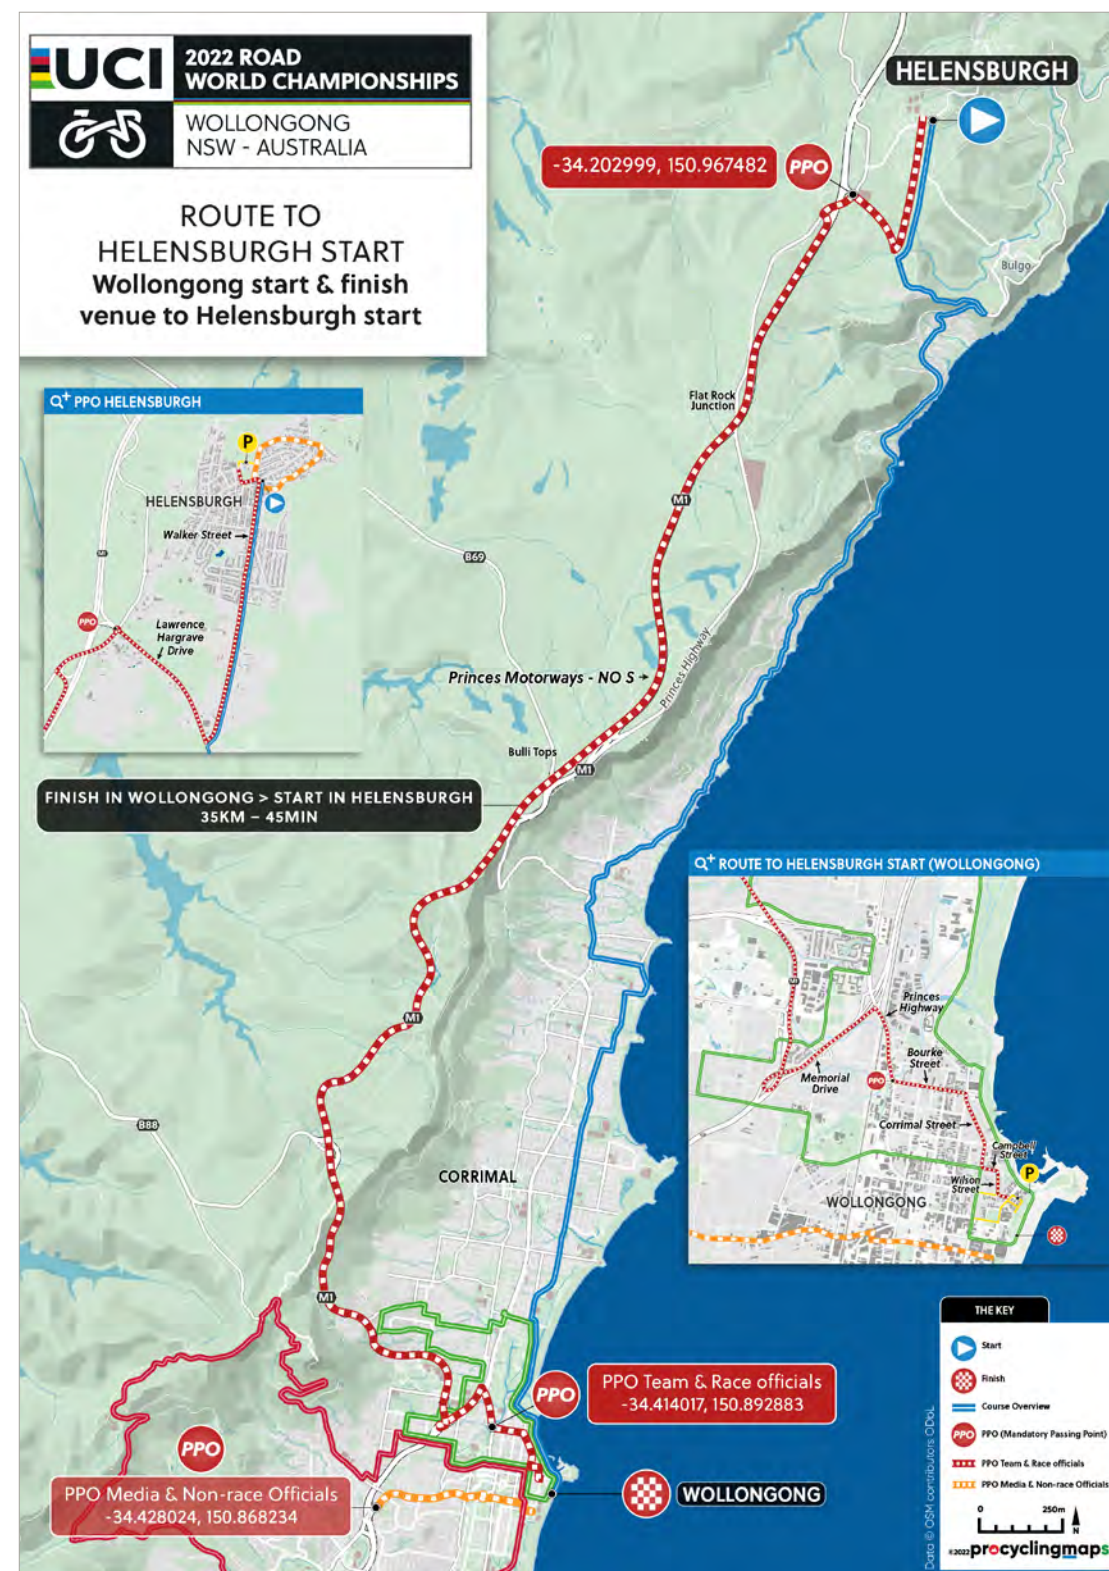 UCI
2022 ROAD
WORLD CHAMPIONSHIPS
WOLLONGONG
NSW - AUSTRALIA
ROUTE TO
HELENSBURGH START
Wollongong start & finish
venue to Helensburgh start
HELENSBURGH
-34.202999, 150.967482
PPO
Bulgo
Flat Rock
Junction
M1
B69
PPO HELENSBURGH
P
HELENSBURGH
Walker Street
PPO
Lawrence
Hargrave
Drive
Princes Highway
Princes Motorways - NO S
Bulli Tops
M1
FINISH IN WOLLONGONG > START IN HELENSBURGH
35KM – 45MIN
ROUTE TO HELENSBURGH START (WOLLONGONG)
Princes
Highway
Bourke
Street
Memorial
Drive
PPO
Corrimal Street
Campbell
Street
P
Wilson
Street
WOLLONGONG
M1
B88
CORRIMAL
M1
PPO
PPO Team & Race officials
-34.414017, 150.892883
PPO
PPO Media & Non-race Officials
-34.428024, 150.868234
WOLLONGONG
THE KEY
Start
Finish
Course Overview
PPO
PPO (Mandatory Passing Point)
PPO Team & Race officials
PPO Media & Non-race Officials
0 250m
N
©2022 procyclingmaps
Data © OSM contributors ODbL